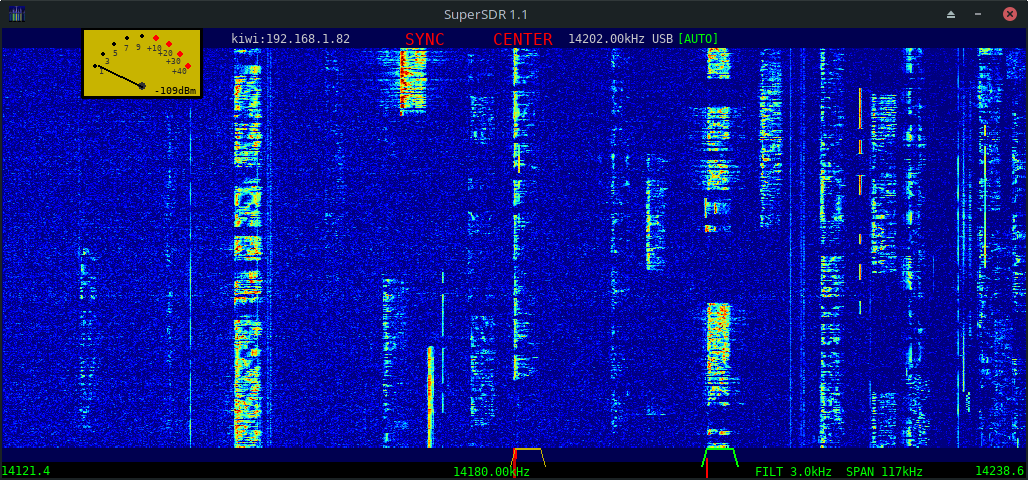 SuperSDR 1.1
kiwi:192.168.1.82 SYNC CENTER 14202.00kHz USB [AUTO]
1 3 5 7 9 +10 +20 +30 +40
-109dBm
14121.4 14180.00kHz FILT 3.0kHz SPAN 117kHz 14238.6